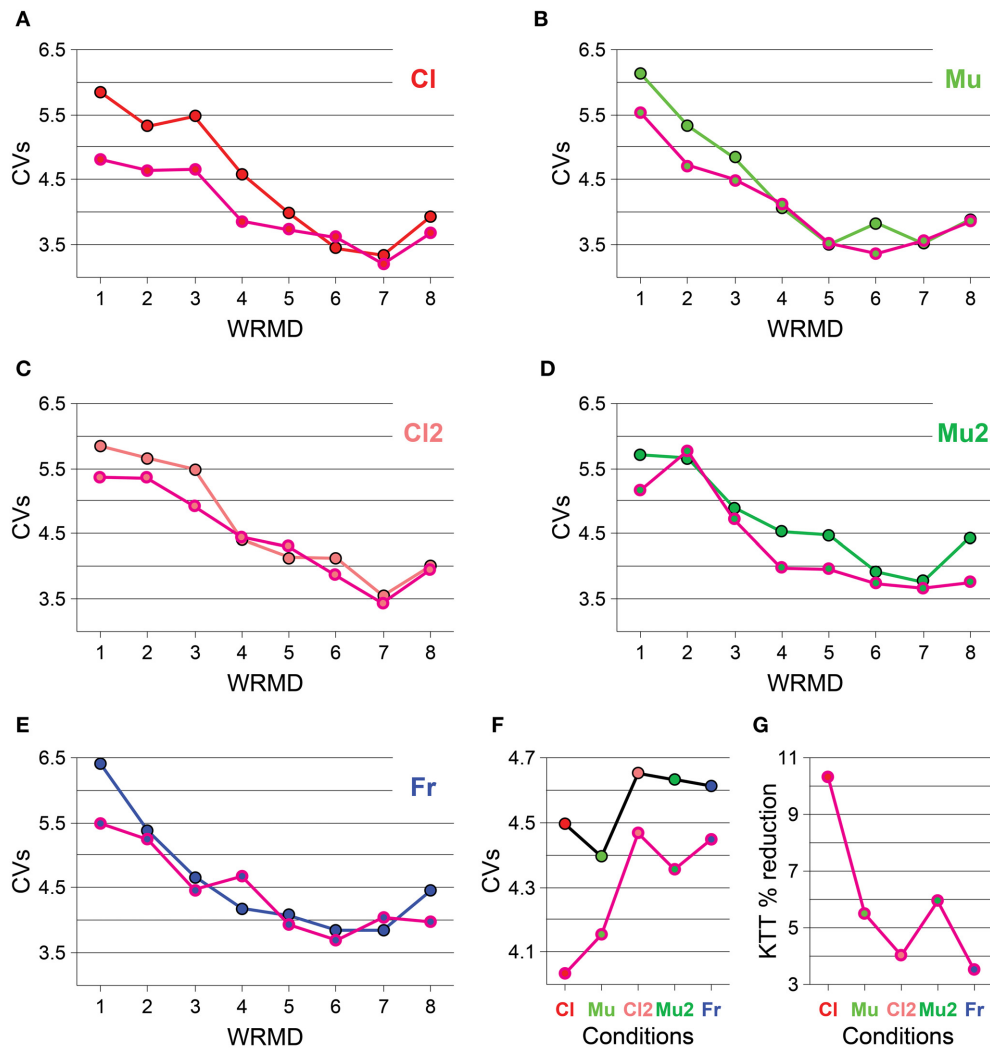 A
6.5
5.5
4.5
3.5
CVs
Cl
1 2 3 4 5 6 7 8
WRMD
B
6.5
5.5
4.5
3.5
CVs
Mu
1 2 3 4 5 6 7 8
WRMD
C
6.5
5.5
4.5
3.5
CVs
Cl2
1 2 3 4 5 6 7 8
WRMD
D
6.5
5.5
4.5
3.5
CVs
Mu2
1 2 3 4 5 6 7 8
WRMD
E
6.5
5.5
4.5
3.5
CVs
Fr
1 2 3 4 5 6 7 8
WRMD
F
4.7
4.5
4.3
4.1
CVs
Cl Mu Cl2 Mu2 Fr
Conditions
G
11
9
7
5
3
KTT % reduction
Cl Mu Cl2 Mu2 Fr
Conditions